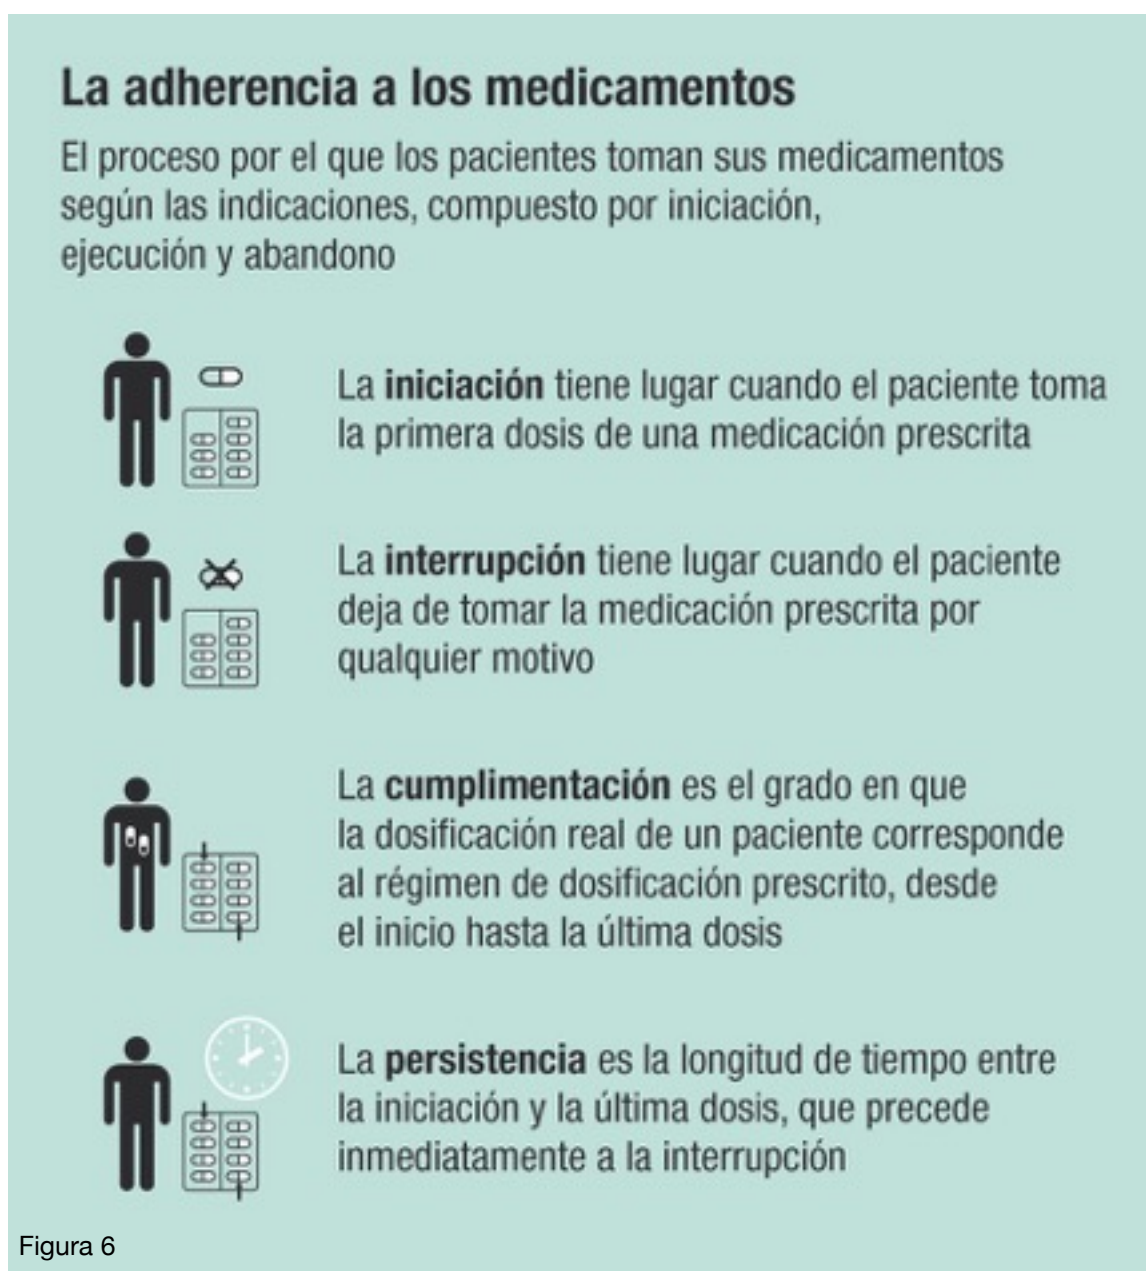 La adherencia a los medicamentos
El proceso por el que los pacientes toman sus medicamentos
según las indicaciones, compuesto por iniciación,
ejecución y abandono
La iniciación tiene lugar cuando el paciente toma
la primera dosis de una medicación prescrita
La interrupción tiene lugar cuando el paciente
deja de tomar la medicación prescrita por
qualquier motivo
La cumplimentación es el grado en que
la dosificación real de un paciente corresponde
al régimen de dosificación prescrito, desde
el inicio hasta la última dosis
La persistencia es la longitud de tiempo entre
la iniciación y la última dosis, que precede
inmediatamente a la interrupción
Figura 6